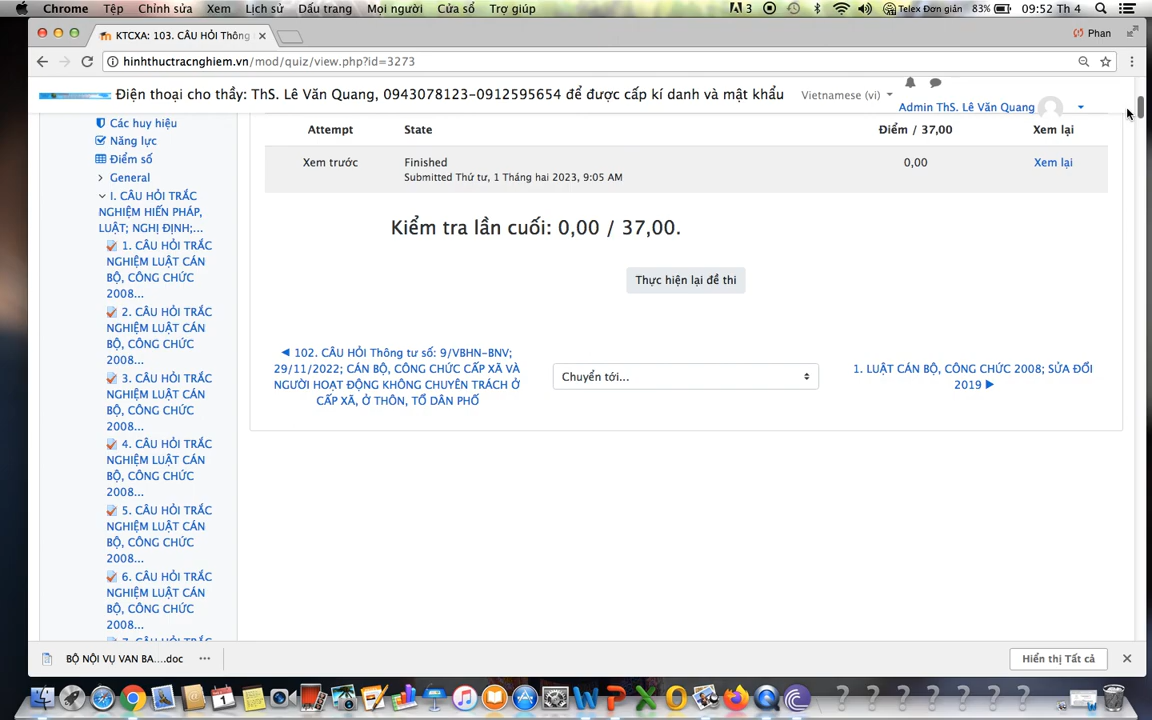 Chrome Tệp Chỉnh sửa Xem Lịch sử Dấu trang Mọi người Cửa sổ Trợ giúp 3 Telex Đơn giản 83% 09:52 Th 4
KTCXA: 103. CÂU HỎI Thông
Phan
hinhthuctracnghiem.vn/mod/quiz/view.php?id=3273
Điện thoại cho thầy: ThS. Lê Văn Quang, 0943078123-0912595654 để được cấp kí danh và mật khẩu
Vietnamese (vi)
Admin ThS. Lê Văn Quang
Các huy hiệu
Năng lực
Điểm số
General
I. CÂU HỎI TRẮC
NGHIỆM HIẾN PHÁP,
LUẬT; NGHỊ ĐỊNH;...
1. CÂU HỎI TRẮC
NGHIỆM LUẬT CÁN
BỘ, CÔNG CHỨC
2008...
2. CÂU HỎI TRẮC
NGHIỆM LUẬT CÁN
BỘ, CÔNG CHỨC
2008...
3. CÂU HỎI TRẮC
NGHIỆM LUẬT CÁN
BỘ, CÔNG CHỨC
2008...
4. CÂU HỎI TRẮC
NGHIỆM LUẬT CÁN
BỘ, CÔNG CHỨC
2008...
5. CÂU HỎI TRẮC
NGHIỆM LUẬT CÁN
BỘ, CÔNG CHỨC
2008...
6. CÂU HỎI TRẮC
NGHIỆM LUẬT CÁN
BỘ, CÔNG CHỨC
2008...
Attempt State Điểm / 37,00 Xem lại
Xem trước Finished 0,00 Xem lại
Submitted Thứ tư, 1 Tháng hai 2023, 9:05 AM
Kiểm tra lần cuối: 0,00 / 37,00.
Thực hiện lại đề thi
◄ 102. CÂU HỎI Thông tư số: 9/VBHN-BNV;
29/11/2022; CÁN BỘ, CÔNG CHỨC CẤP XÃ VÀ
NGƯỜI HOẠT ĐỘNG KHÔNG CHUYÊN TRÁCH Ở
CẤP XÃ, Ở THÔN, TỔ DÂN PHỐ
Chuyển tới...
1. LUẬT CÁN BỘ, CÔNG CHỨC 2008; SỬA ĐỔI
2019 ►
BỘ NỘI VỤ VAN BA....doc
Hiển thị Tất cả